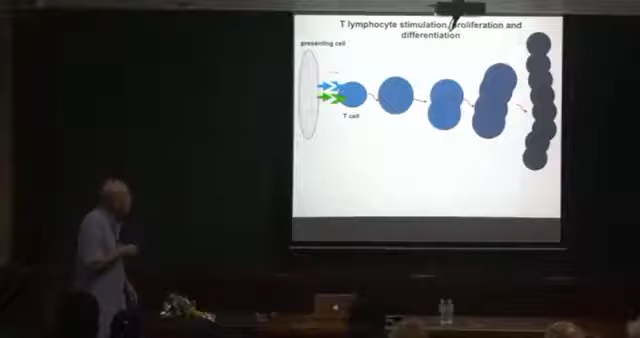 T lymphocyte stimulation, proliferation and
differentiation
presenting cell
T cell